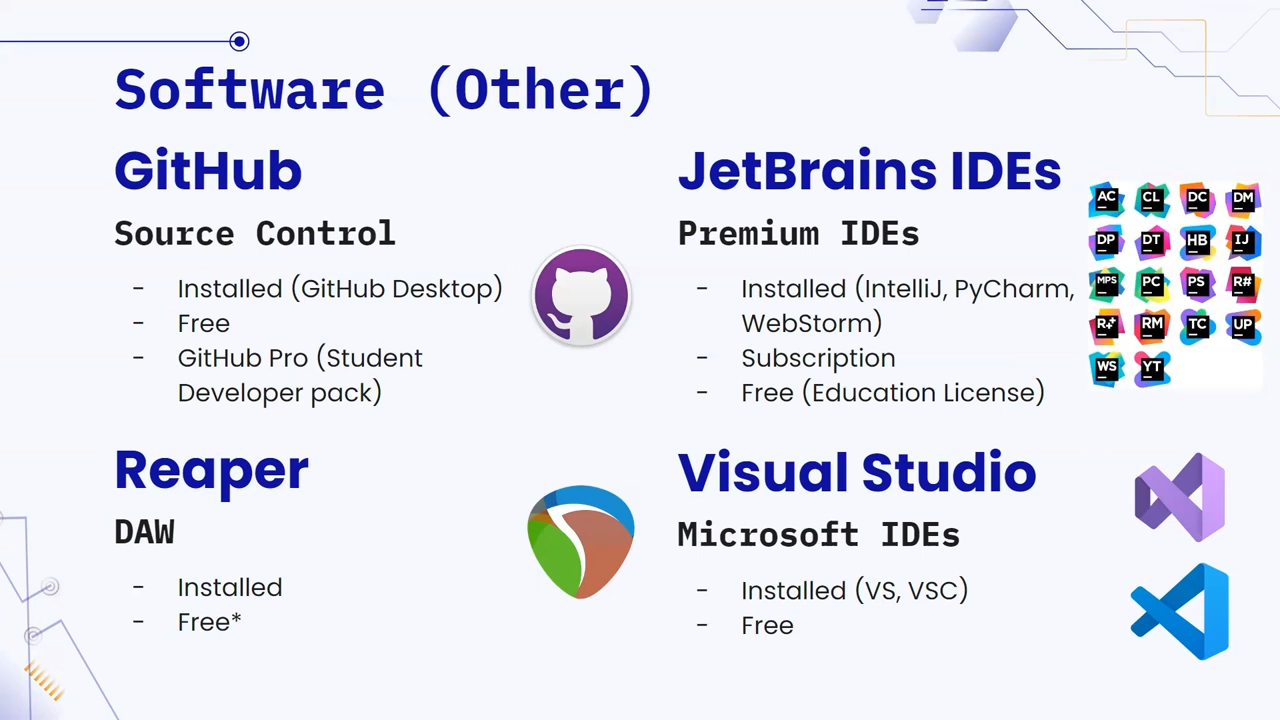 Software (Other)
GitHub
Source Control
- Installed (GitHub Desktop)
- Free
- GitHub Pro (Student
Developer pack)
JetBrains IDEs
Premium IDEs
- Installed (IntelliJ, PyCharm,
WebStorm)
- Subscription
- Free (Education License)
AC CL DC DM
DP DT HB IJ
MPS PC PS R#
R++ RM TC UP
WS YT
Reaper
DAW
- Installed
- Free*
Visual Studio
Microsoft IDEs
- Installed (VS, VSC)
- Free